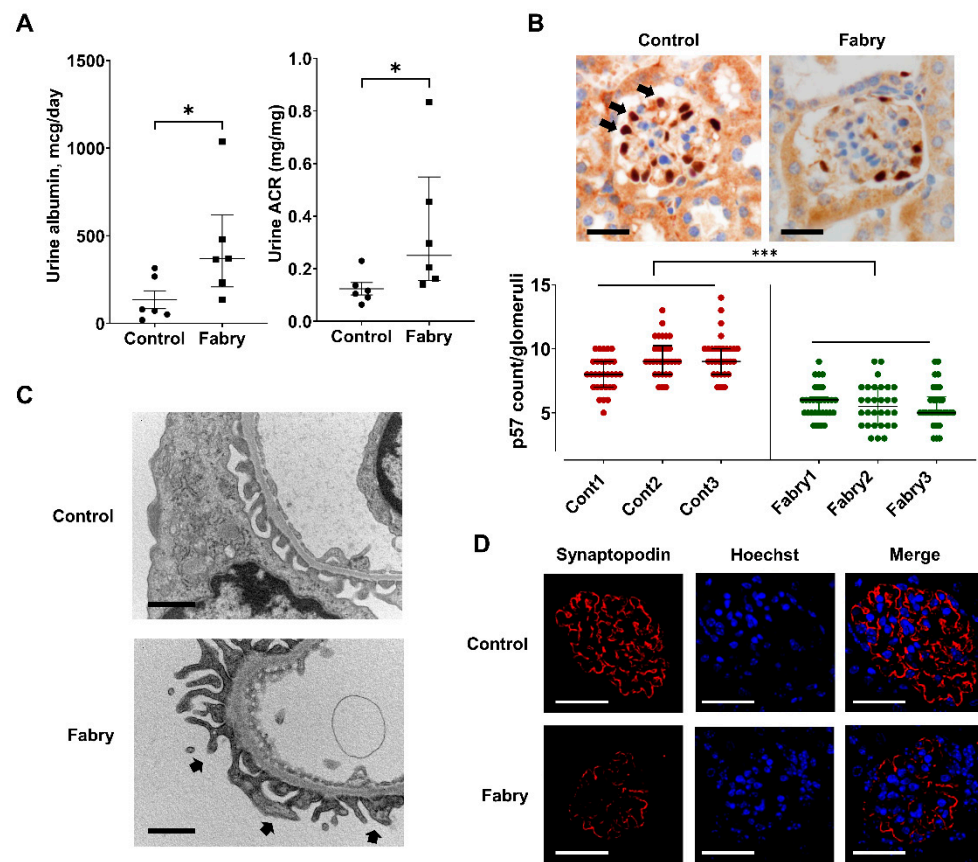 A
Urine albumin, mcg/day
1500
1000
500
0
*
Control
Fabry
Urine ACR (mg/mg)
1.0
0.8
0.6
0.4
0.2
0.0
*
Control
Fabry
B
Control
Fabry
***
p57 count/glomeruli
15
10
5
Cont1
Cont2
Cont3
Fabry1
Fabry2
Fabry3
C
Control
Fabry
D
Synaptopodin
Hoechst
Merge
Control
Fabry